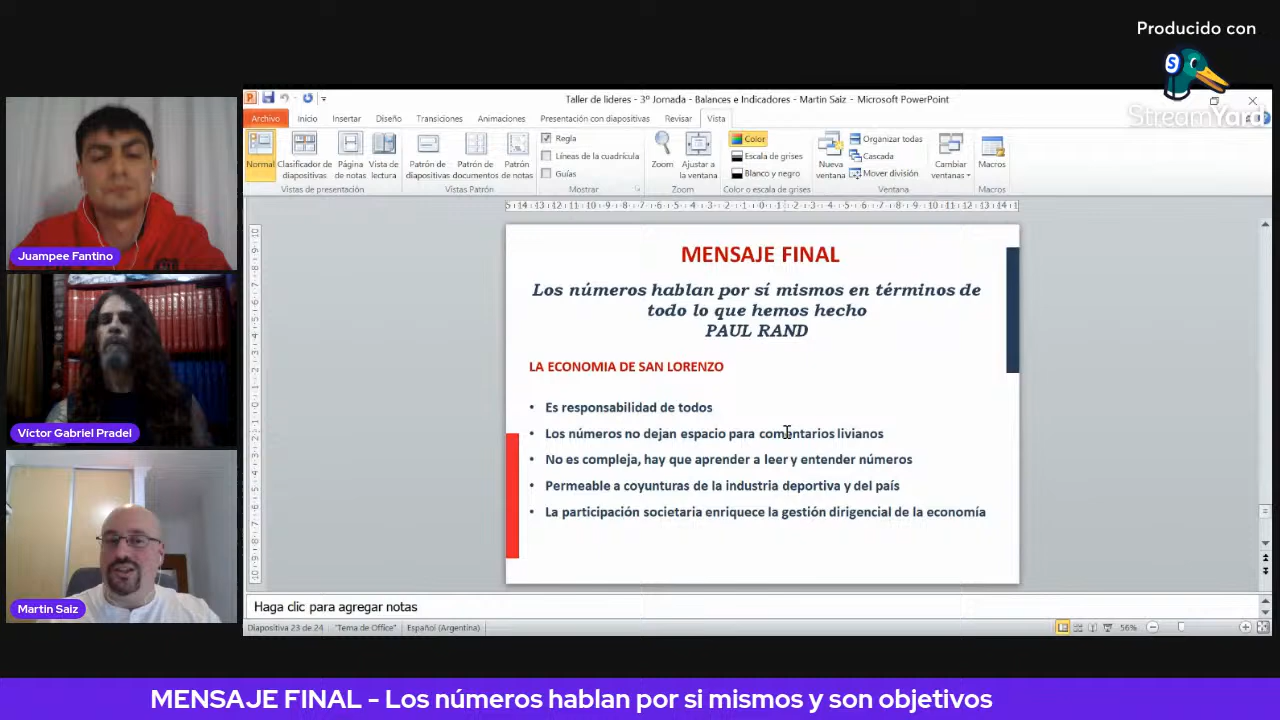 Producido con
StreamYard
Taller de lideres - 3º Jornada - Balances e Indicadores - Martin Saiz - Microsoft PowerPoint
Archivo
Inicio
Insertar
Diseño
Transiciones
Animaciones
Presentación con diapositivas
Revisar
Vista
Normal
Clasificador de diapositivas
Página de notas
Vista de lectura
Vistas de presentación
Patrón de diapositivas
Patrón de documentos
Patrón de notas
Vistas Patrón
Regla
Líneas de la cuadrícula
Guías
Mostrar
Zoom
Ajustar a la ventana
Zoom
Color
Escala de grises
Blanco y negro
Color o escala de grises
Nueva ventana
Organizar todas
Cascada
Mover división
Cambiar ventanas
Ventana
Macros
Macros
Juampee Fantino
Víctor Gabriel Pradel
Martin Saiz
MENSAJE FINAL
Los números hablan por sí mismos en términos de
todo lo que hemos hecho
PAUL RAND
LA ECONOMIA DE SAN LORENZO
• Es responsabilidad de todos
• Los números no dejan espacio para comentarios livianos
• No es compleja, hay que aprender a leer y entender números
• Permeable a coyunturas de la industria deportiva y del país
• La participación societaria enriquece la gestión dirigencial de la economía
Haga clic para agregar notas
Diapositiva 23 de 24
"Tema de Office"
Español (Argentina)
56%
MENSAJE FINAL - Los números hablan por si mismos y son objetivos